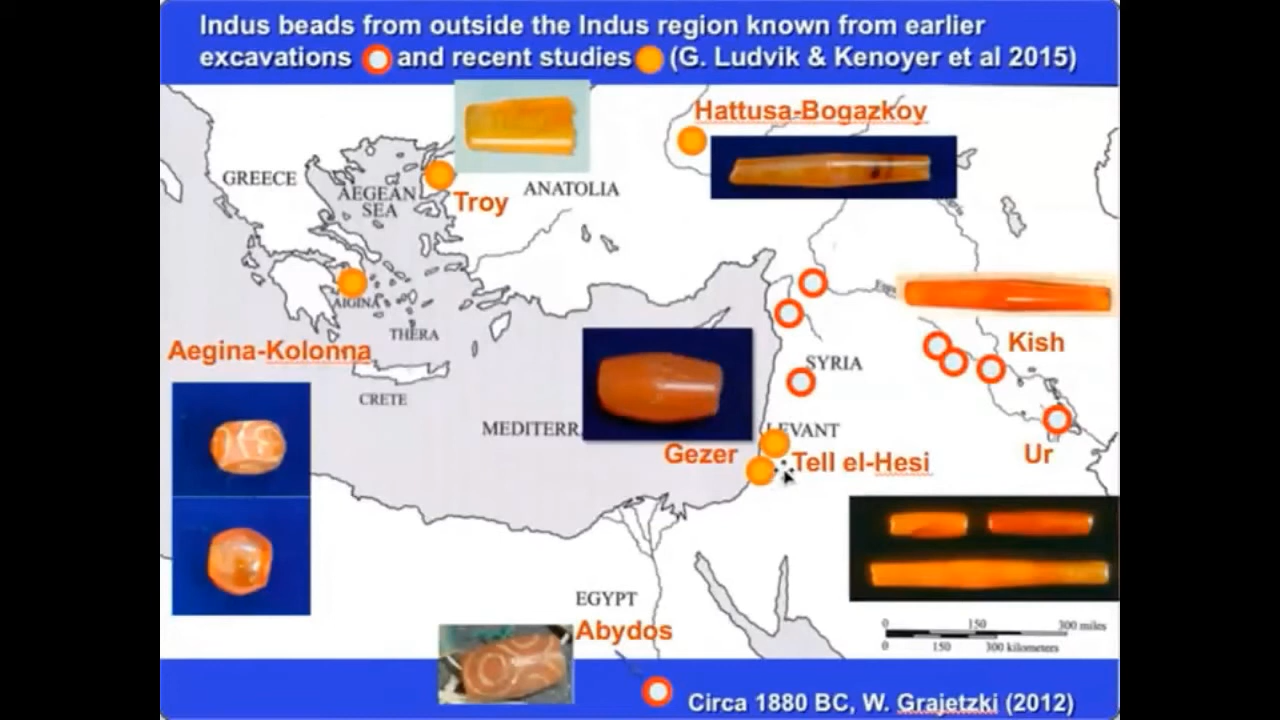 Indus beads from outside the Indus region known from earlier
excavations and recent studies (G. Ludvik & Kenoyer et al 2015)
Hattusa-Bogazkoy
GREECE
AEGEAN
SEA
ANATOLIA
Troy
AIGINA
THERA
Aegina-Kolonna
Kish
SYRIA
CRETE
MEDITERR
LEVANT
Gezer
Tell el-Hesi
Ur
EGYPT
Abydos
0 150 300 miles
0 150 300 kilometers
Circa 1880 BC, W. Grajetzki (2012)